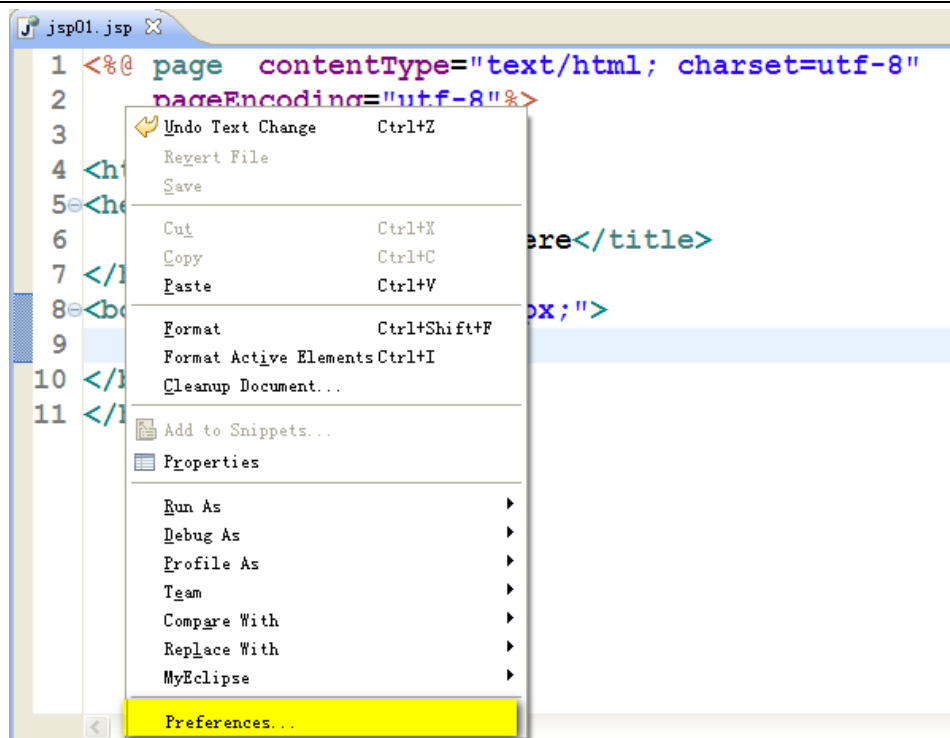 jsp01.jsp
1 <%@ page  contentType="text/html; charset=utf-8"
2 pageEncoding="utf-8"%>
3
4 <h
5 <he
6 ere</title>
7 </
8 <bo px;">
9
10 </
11 </
Undo Text Change Ctrl+Z
Revert File
Save
Cut Ctrl+X
Copy Ctrl+C
Paste Ctrl+V
Format Ctrl+Shift+F
Format Active Elements Ctrl+I
Cleanup Document...
Add to Snippets...
Properties
Run As
Debug As
Profile As
Team
Compare With
Replace With
MyEclipse
Preferences...